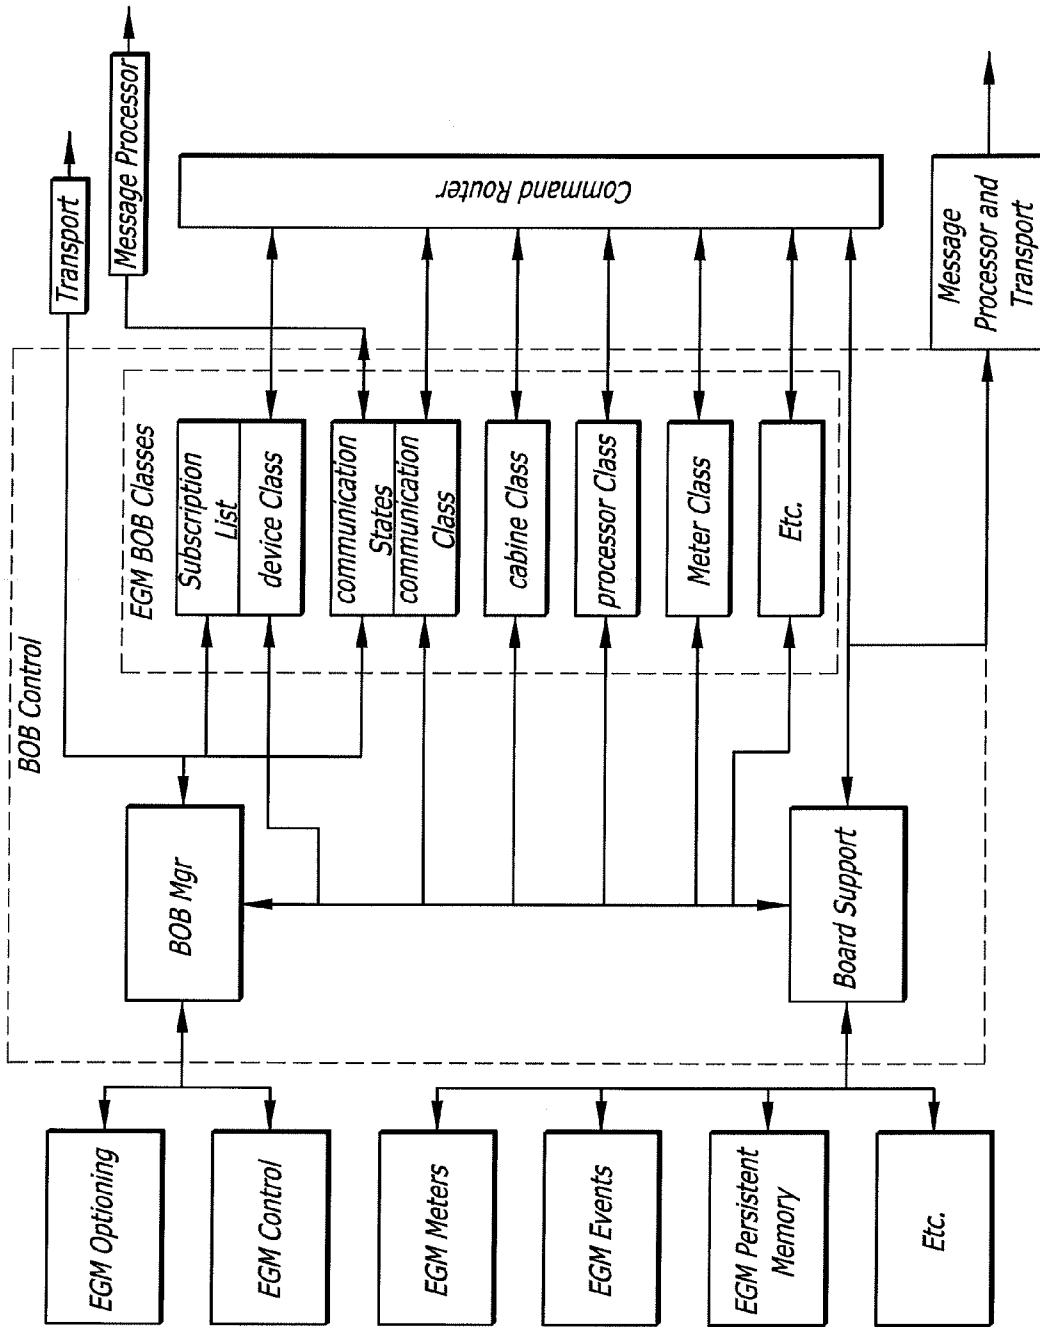 Transport
Message Processor
Command Router
Message
Processor and
Transport
BOB Control
EGM BOB Classes
Subscription
List
device Class
communication
States
communication
Class
cabine Class
processor Class
Meter Class
Etc.
BOB Mgr
Board Support
EGM Optioning
EGM Control
EGM Meters
EGM Events
EGM Persistent
Memory
Etc.